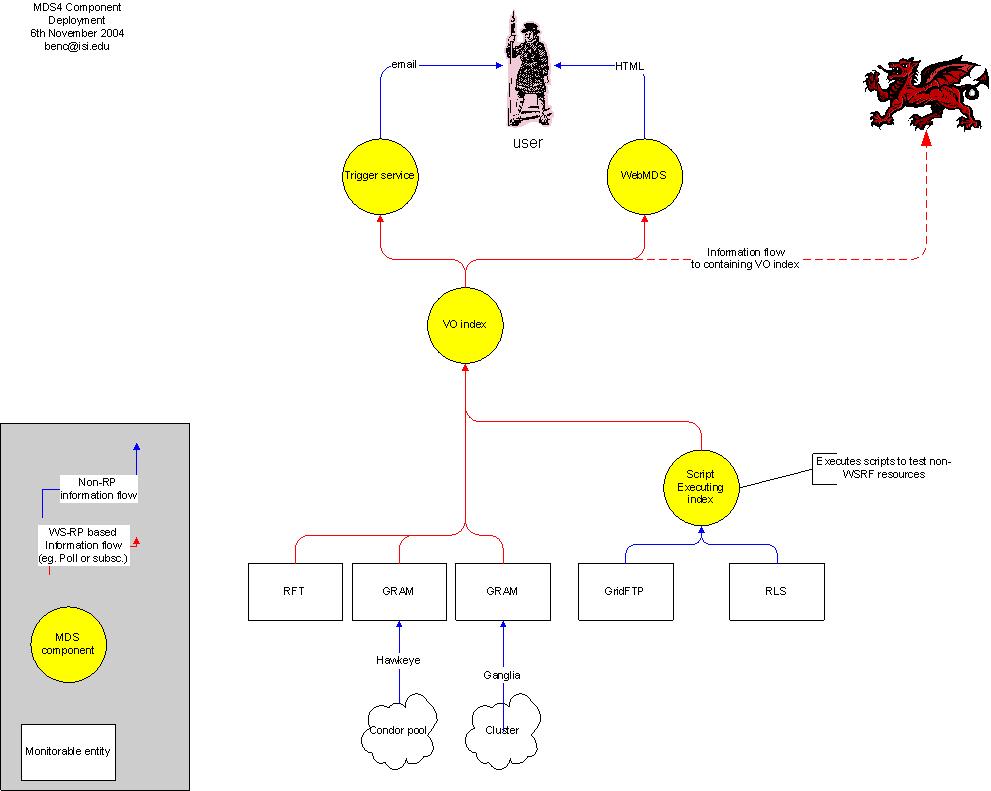 MDS4 Component
Deployment
6th November 2004
benc@isi.edu
email
HTML
user
Trigger service
WebMDS
Information flow
to containing VO index
VO index
Script
Executing
index
Executes scripts to test non-
WSRF resources
Non-RP
information flow
WS-RP based
Information flow
(eg. Poll or subsc.)
RFT
GRAM
GRAM
GridFTP
RLS
MDS
component
Hawkeye
Ganglia
Condor pool
Cluster
Monitorable entity